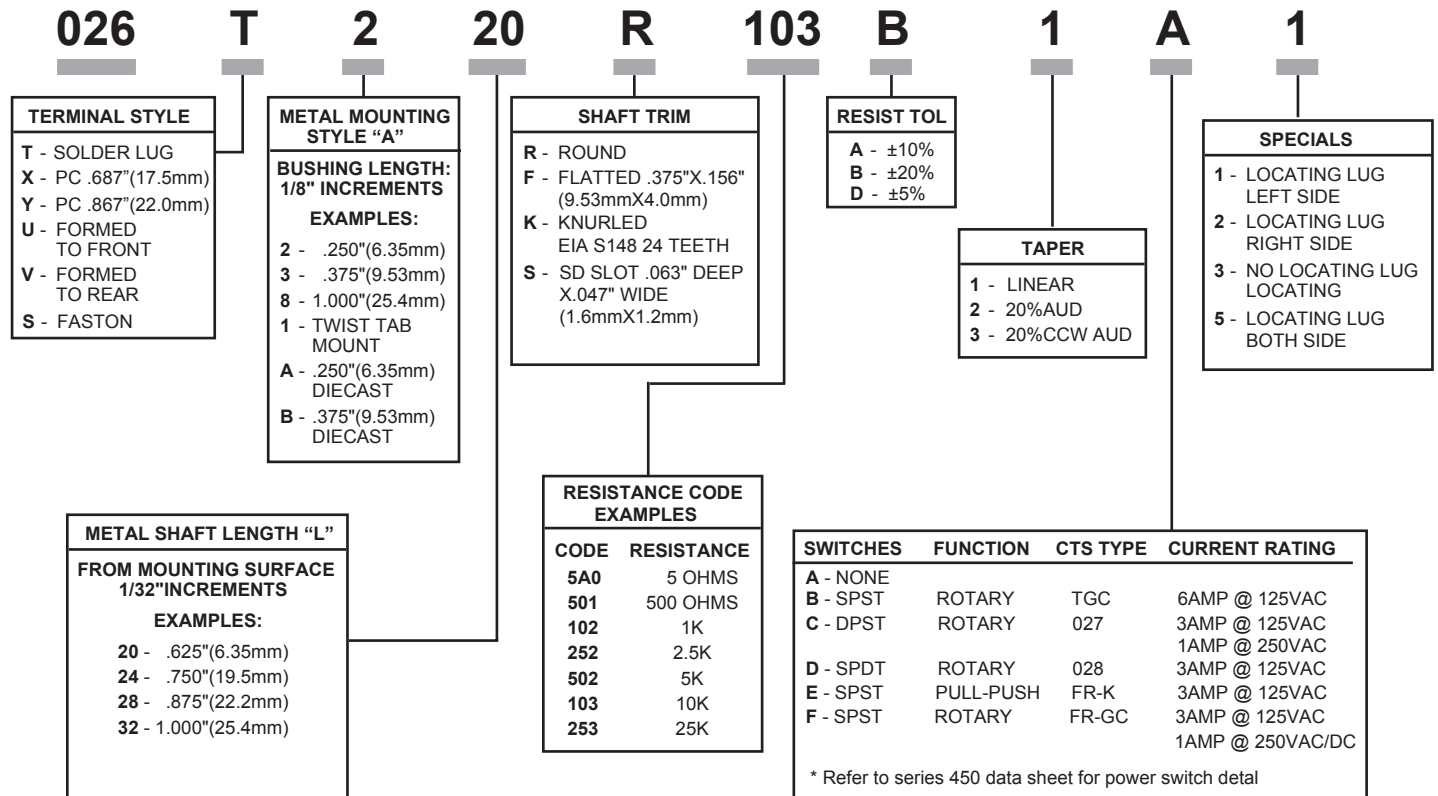 026 T 2 20 R 103 B 1 A 1
TERMINAL STYLE
T - SOLDER LUG
X - PC .687”(17.5mm)
Y - PC .867”(22.0mm)
U - FORMED
TO FRONT
V - FORMED
TO REAR
S - FASTON
METAL MOUNTING
STYLE “A”
BUSHING LENGTH:
1/8" INCREMENTS
EXAMPLES:
2 - .250"(6.35mm)
3 - .375"(9.53mm)
8 - 1.000"(25.4mm)
1 - TWIST TAB
MOUNT
A - .250"(6.35mm)
DIECAST
B - .375"(9.53mm)
DIECAST
SHAFT TRIM
R - ROUND
F - FLATTED .375"X.156"
(9.53mmX4.0mm)
K - KNURLED
EIA S148 24 TEETH
S - SD SLOT .063" DEEP
X.047" WIDE
(1.6mmX1.2mm)
RESIST TOL
A - ±10%
B - ±20%
D - ±5%
TAPER
1 - LINEAR
2 - 20%AUD
3 - 20%CCW AUD
SPECIALS
1 - LOCATING LUG
LEFT SIDE
2 - LOCATING LUG
RIGHT SIDE
3 - NO LOCATING LUG
LOCATING
5 - LOCATING LUG
BOTH SIDE
METAL SHAFT LENGTH “L”
FROM MOUNTING SURFACE
1/32"INCREMENTS
EXAMPLES:
20 - .625"(6.35mm)
24 - .750"(19.5mm)
28 - .875"(22.2mm)
32 - 1.000"(25.4mm)
RESISTANCE CODE
EXAMPLES
CODE RESISTANCE
5A0 5 OHMS
501 500 OHMS
102 1K
252 2.5K
502 5K
103 10K
253 25K
SWITCHES FUNCTION CTS TYPE CURRENT RATING
A - NONE
B - SPST ROTARY TGC 6AMP @ 125VAC
C - DPST ROTARY 027 3AMP @ 125VAC
1AMP @ 250VAC
D - SPDT ROTARY 028 3AMP @ 125VAC
E - SPST PULL-PUSH FR-K 3AMP @ 125VAC
F - SPST ROTARY FR-GC 3AMP @ 125VAC
1AMP @ 250VAC/DC
* Refer to series 450 data sheet for power switch detal